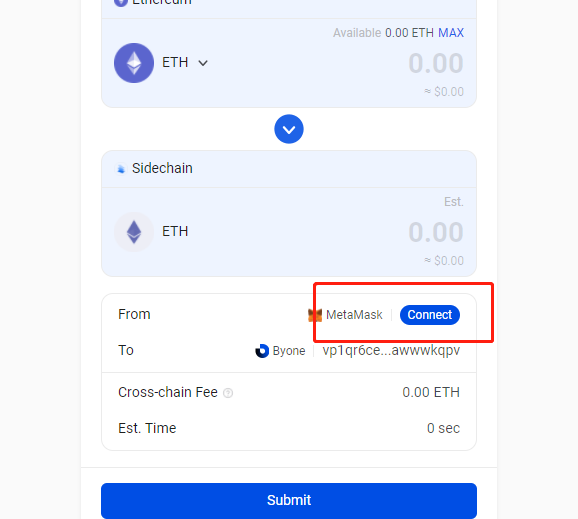 Ethereum
Available 0.00 ETH MAX
ETH 0.00
≈ $0.00
Sidechain
Est.
ETH 0.00
≈ $0.00
From MetaMask Connect
To Byone vp1qr6ce...awwwkqpv
Cross-chain Fee 0.00 ETH
Est. Time 0 sec
Submit